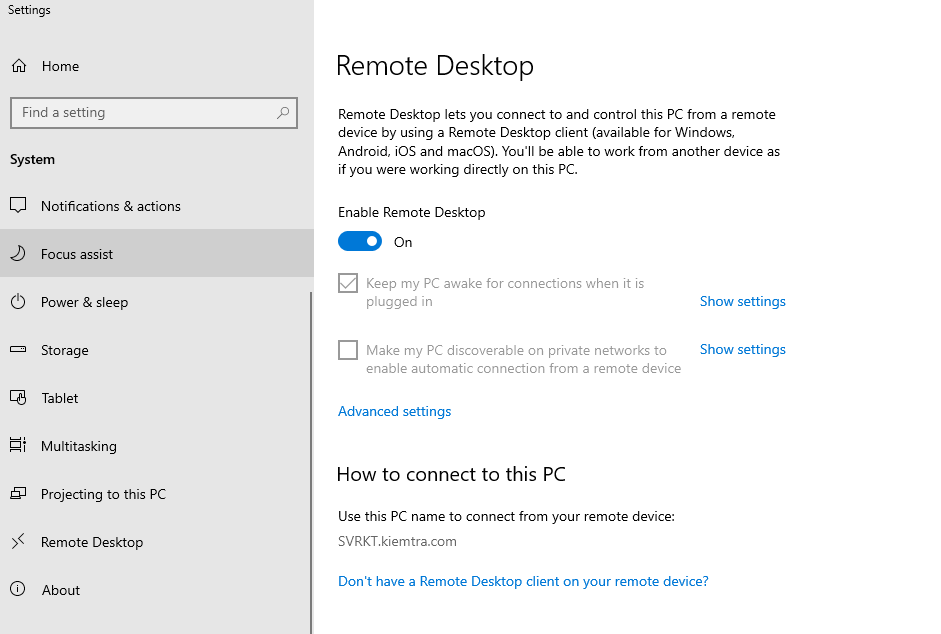 Settings
Home
Find a setting
System
Notifications & actions
Focus assist
Power & sleep
Storage
Tablet
Multitasking
Projecting to this PC
Remote Desktop
About
Remote Desktop
Remote Desktop lets you connect to and control this PC from a remote
device by using a Remote Desktop client (available for Windows,
Android, iOS and macOS). You'll be able to work from another device as
if you were working directly on this PC.
Enable Remote Desktop
On
Keep my PC awake for connections when it is
plugged in
Show settings
Make my PC discoverable on private networks to
enable automatic connection from a remote device
Show settings
Advanced settings
How to connect to this PC
Use this PC name to connect from your remote device:
SVRKT.kiemtra.com
Don't have a Remote Desktop client on your remote device?